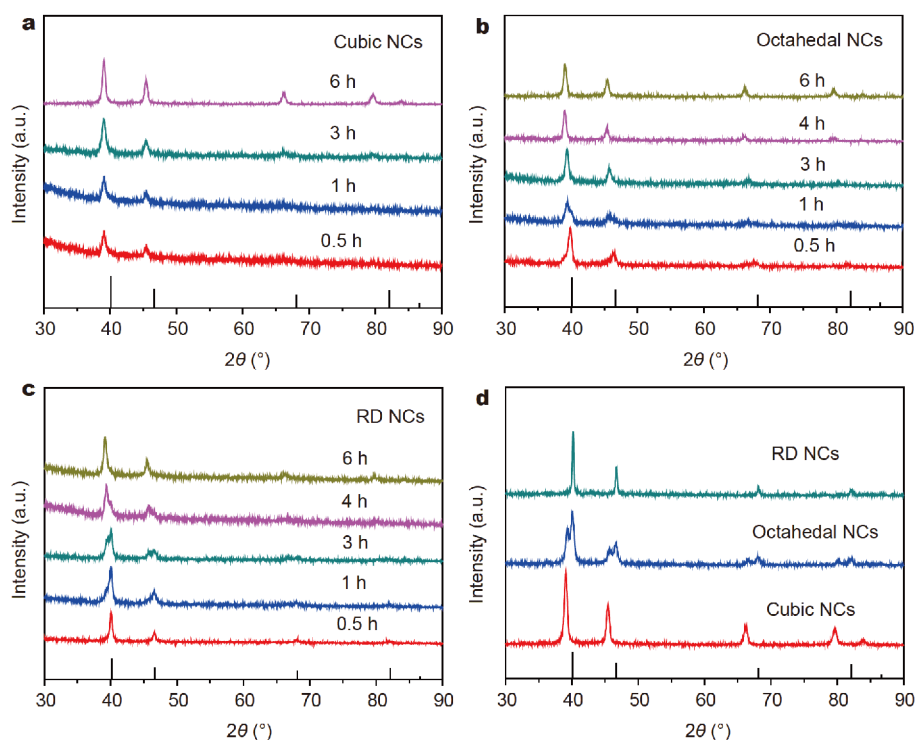 a
Cubic NCs
6 h
3 h
1 h
0.5 h
Intensity (a.u.)
30 40 50 60 70 80 90
2θ (°)
b
Octahedal NCs
6 h
4 h
3 h
1 h
0.5 h
Intensity (a.u.)
30 40 50 60 70 80 90
2θ (°)
c
RD NCs
6 h
4 h
3 h
1 h
0.5 h
Intensity (a.u.)
30 40 50 60 70 80 90
2θ (°)
d
RD NCs
Octahedal NCs
Cubic NCs
Intensity (a.u.)
30 40 50 60 70 80 90
2θ (°)